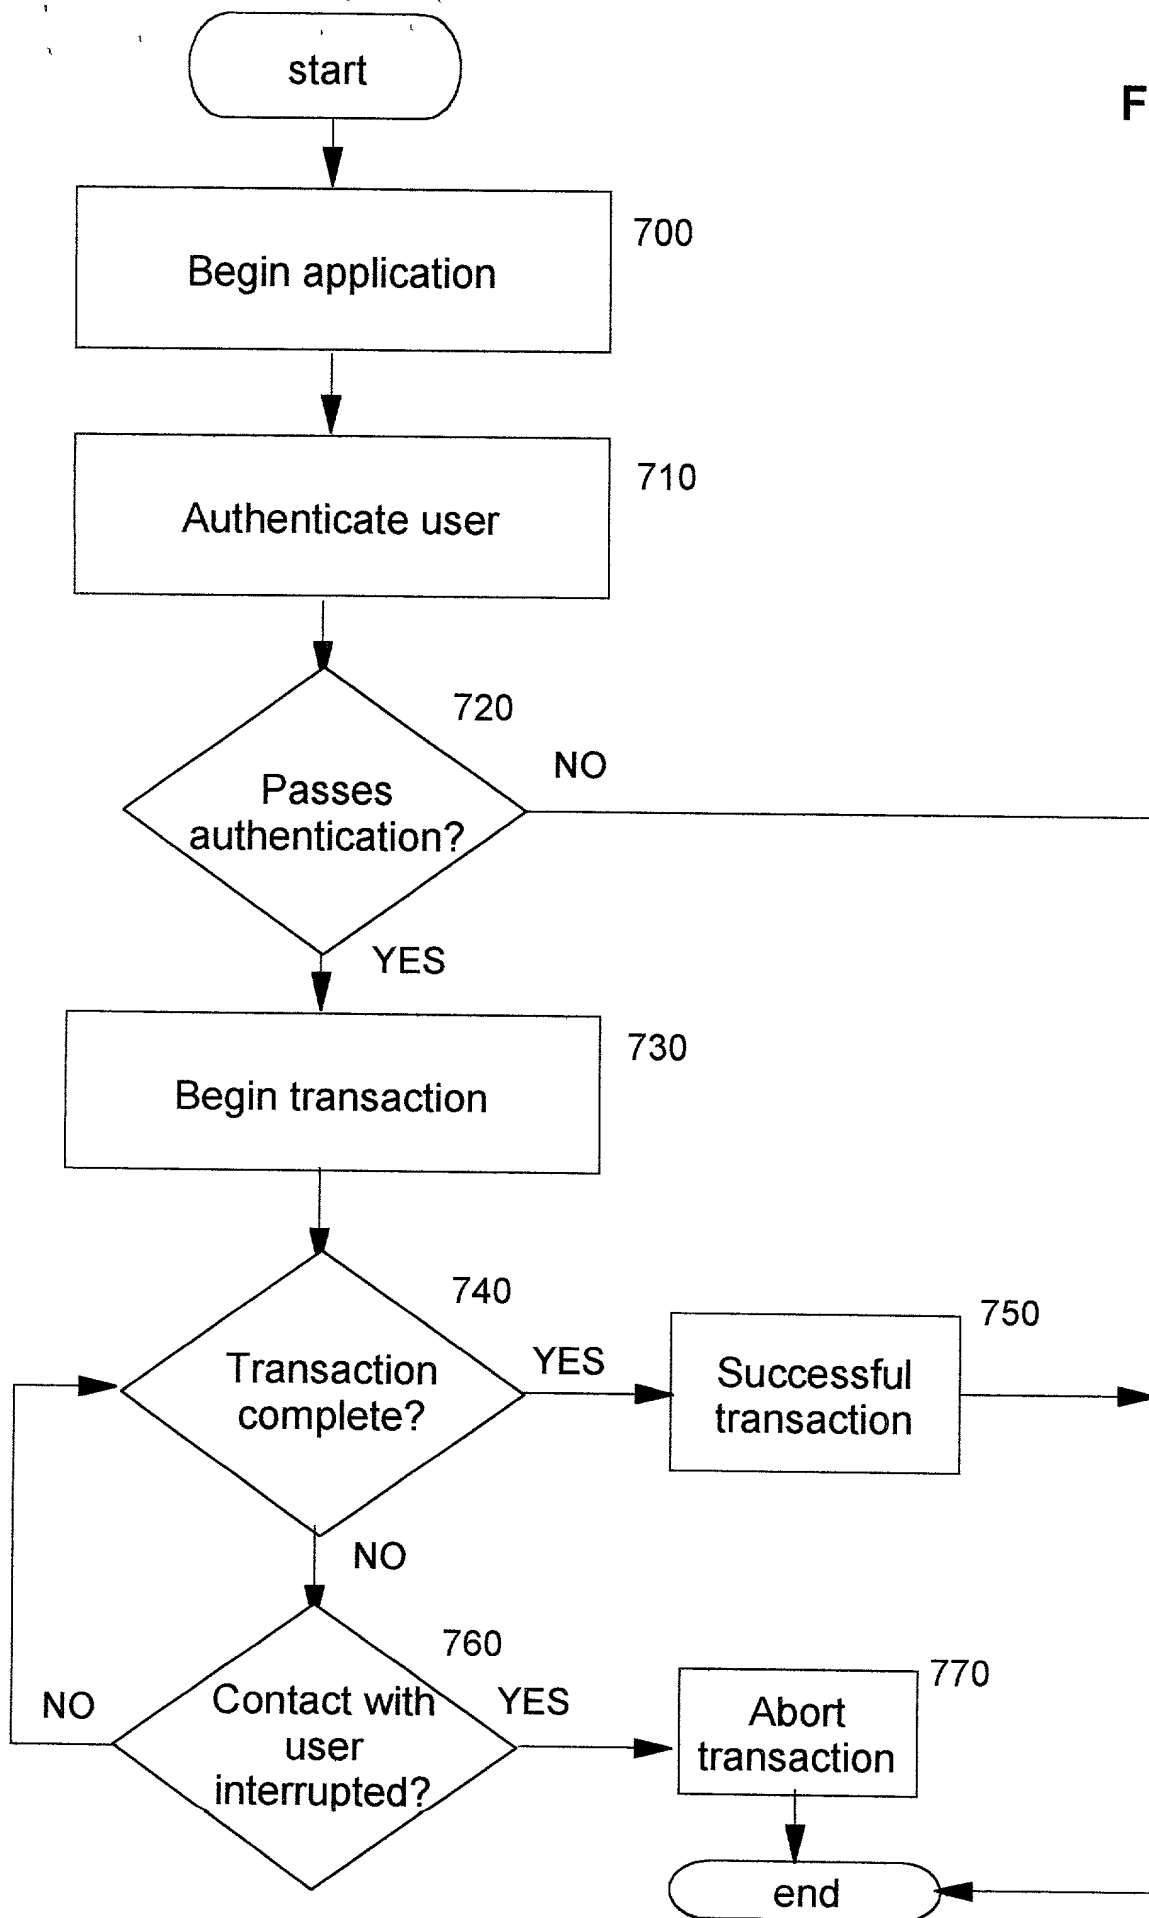 start
F
700
Begin application
710
Authenticate user
720
NO
Passes
authentication?
YES
730
Begin transaction
740
750
YES
Transaction
complete?
Successful
transaction
NO
760
770
NO
YES
Contact with
user
interrupted?
Abort
transaction
end